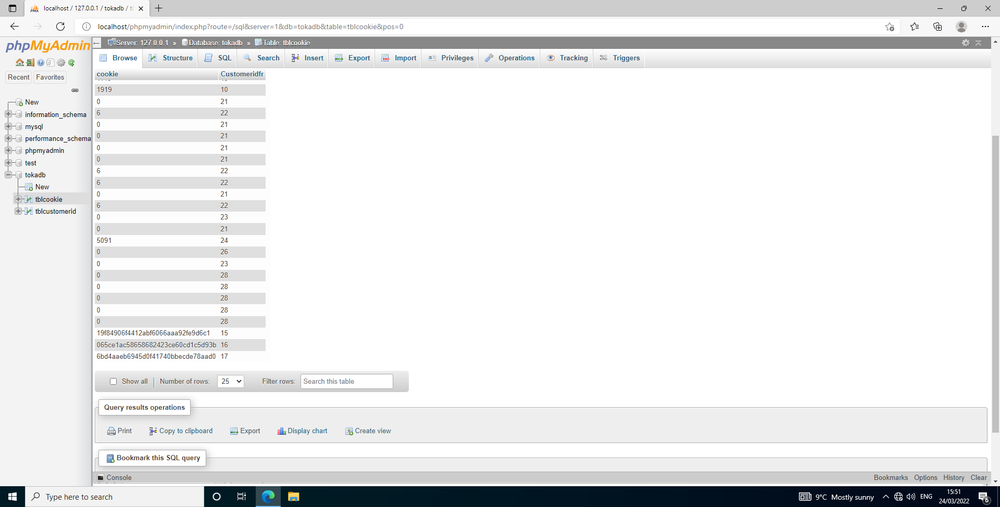 localhost / 127.0.0.1 / tokadb / tl
localhost/phpmyadmin/index.php?route=/sql&server=1&db=tokadb&table=tblcookie&pos=0
phpMyAdmin
Server: 127.0.0.1 » Database: tokadb » Table: tblcookie
Browse Structure SQL Search Insert Export Import Privileges Operations Tracking Triggers
Recent Favorites
New
information_schema
mysql
performance_schema
phpmyadmin
test
tokadb
New
tblcookie
tblcustomerid
cookie Customeridfr
1919 10
0 21
6 22
0 21
0 21
0 21
0 21
6 22
6 22
0 21
6 22
0 23
0 21
5091 24
0 26
0 23
0 28
0 28
0 28
0 28
0 28
19f84906f4412abf6066aaa92fe9d6c1 15
065ce1ac58658682423ce60cd1c5d93b 16
6bd4aaeb6945d0f41740bbecde78aad0 17
Show all Number of rows: 25 Filter rows: Search this table
Query results operations
Print Copy to clipboard Export Display chart Create view
Bookmark this SQL query
Console Bookmarks Options History Clear
Type here to search
9°C Mostly sunny ENG 15:51
24/03/2022 6